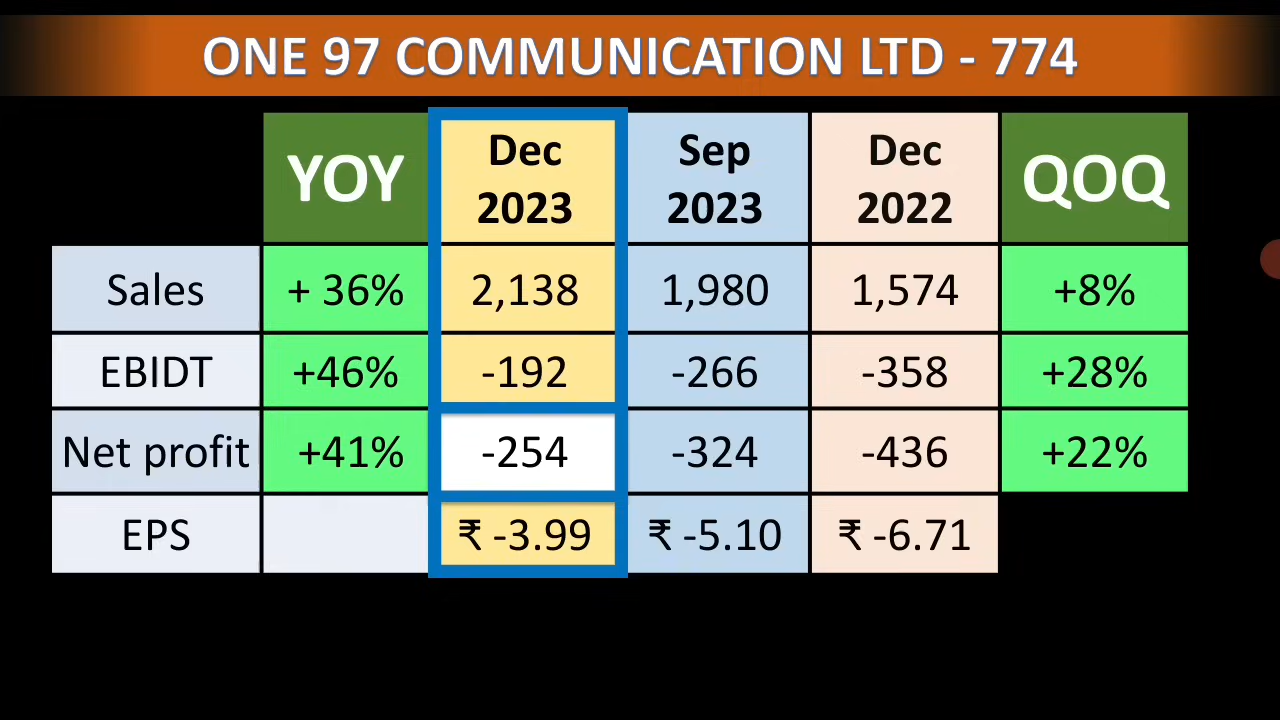 ONE 97 COMMUNICATION LTD - 774
YOY Dec 2023 Sep 2023 Dec 2022 QOQ
Sales + 36% 2,138 1,980 1,574 +8%
EBIDT +46% -192 -266 -358 +28%
Net profit +41% -254 -324 -436 +22%
EPS ₹ -3.99 ₹ -5.10 ₹ -6.71